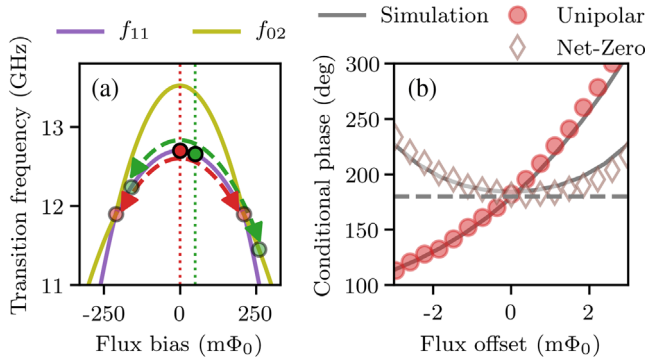 f₁₁ f₀₂
Simulation Unipolar
Net-Zero
Transition frequency (GHz)
13
12
11
(a)
-250 0 250
Flux bias (mΦ₀)
Conditional phase (deg)
300
250
200
150
100
(b)
-2 0 2
Flux offset (mΦ₀)